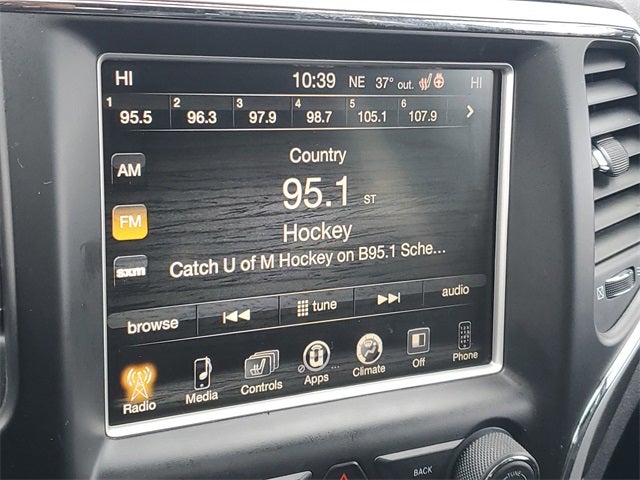 HI 10:39 NE 37° out. HI
1 95.5 2 96.3 3 97.9 4 98.7 5 105.1 6 107.9
Country
AM
95.1 ST
FM
Hockey
Catch U of M Hockey on B95.1 Sche...
sxm
browse tune audio
Radio Media Controls Apps Climate Off Phone
BACK
TUNE